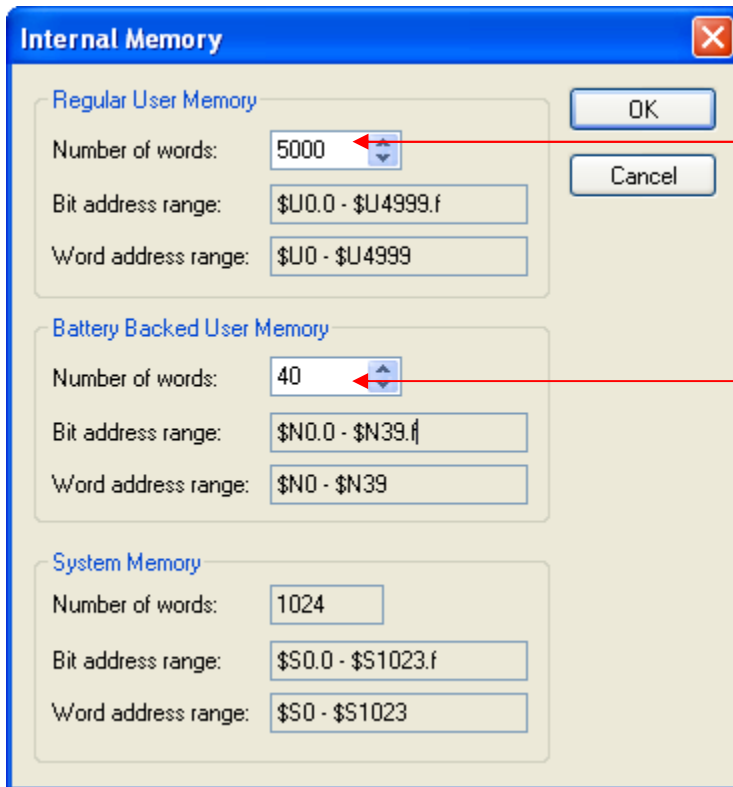 Internal Memory
Regular User Memory
OK
Number of words: 5000
Cancel
Bit address range: $U0.0 - $U4999.f
Word address range: $U0 - $U4999
Battery Backed User Memory
Number of words: 40
Bit address range: $N0.0 - $N39.f
Word address range: $N0 - $N39
System Memory
Number of words: 1024
Bit address range: $S0.0 - $S1023.f
Word address range: $S0 - $S1023